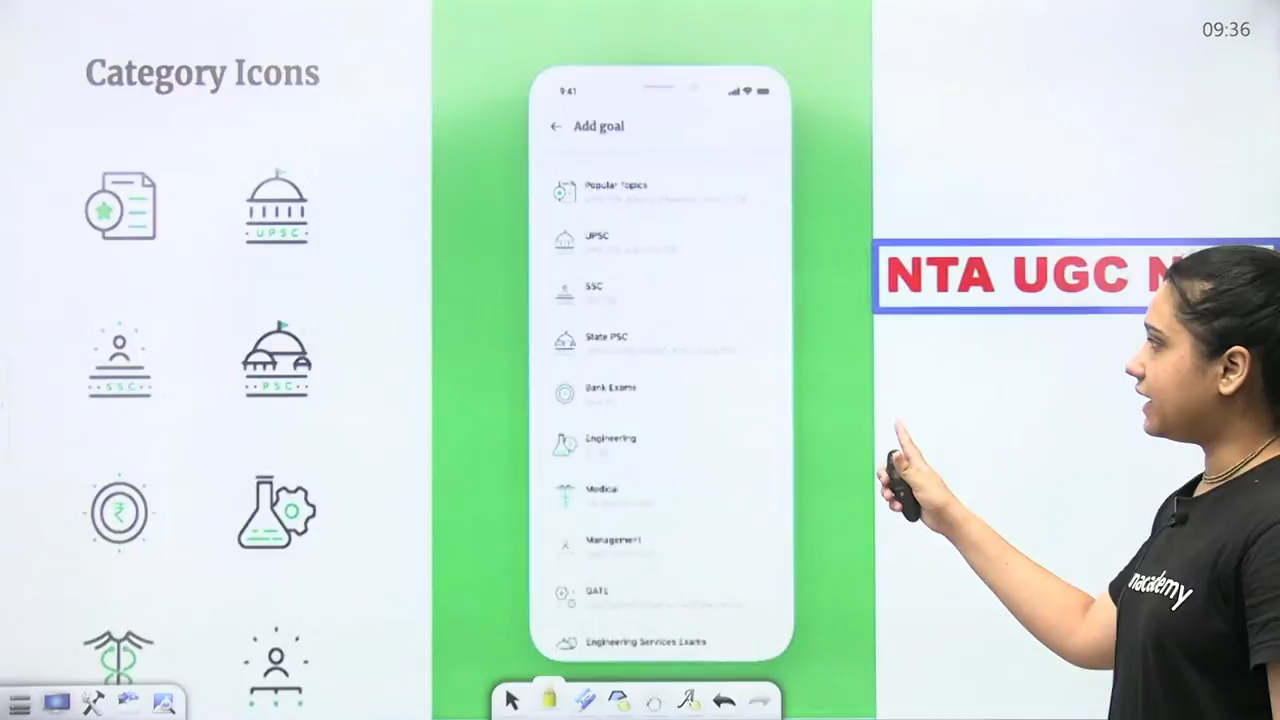 09:36
Category Icons
UPSC
SSC
PSC
₹
9:41
← Add goal
Popular Topics
UPSC
SSC
State PSC
Bank Exams
Engineering
Medical
Management
GATE
Engineering Services Exams
NTA UGC N
unacademy